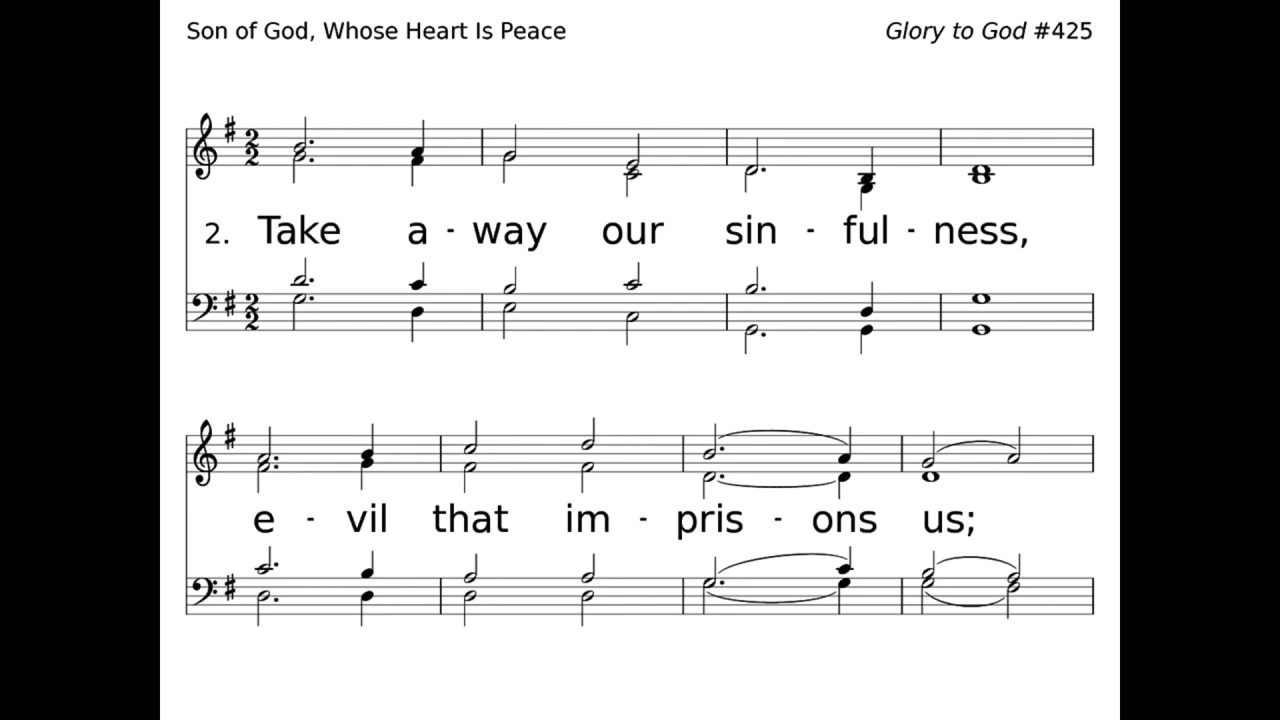 Son of God, Whose Heart Is Peace Glory to God #425
2. Take a - way our sin - ful - ness,
e - vil that im - pris - ons us;